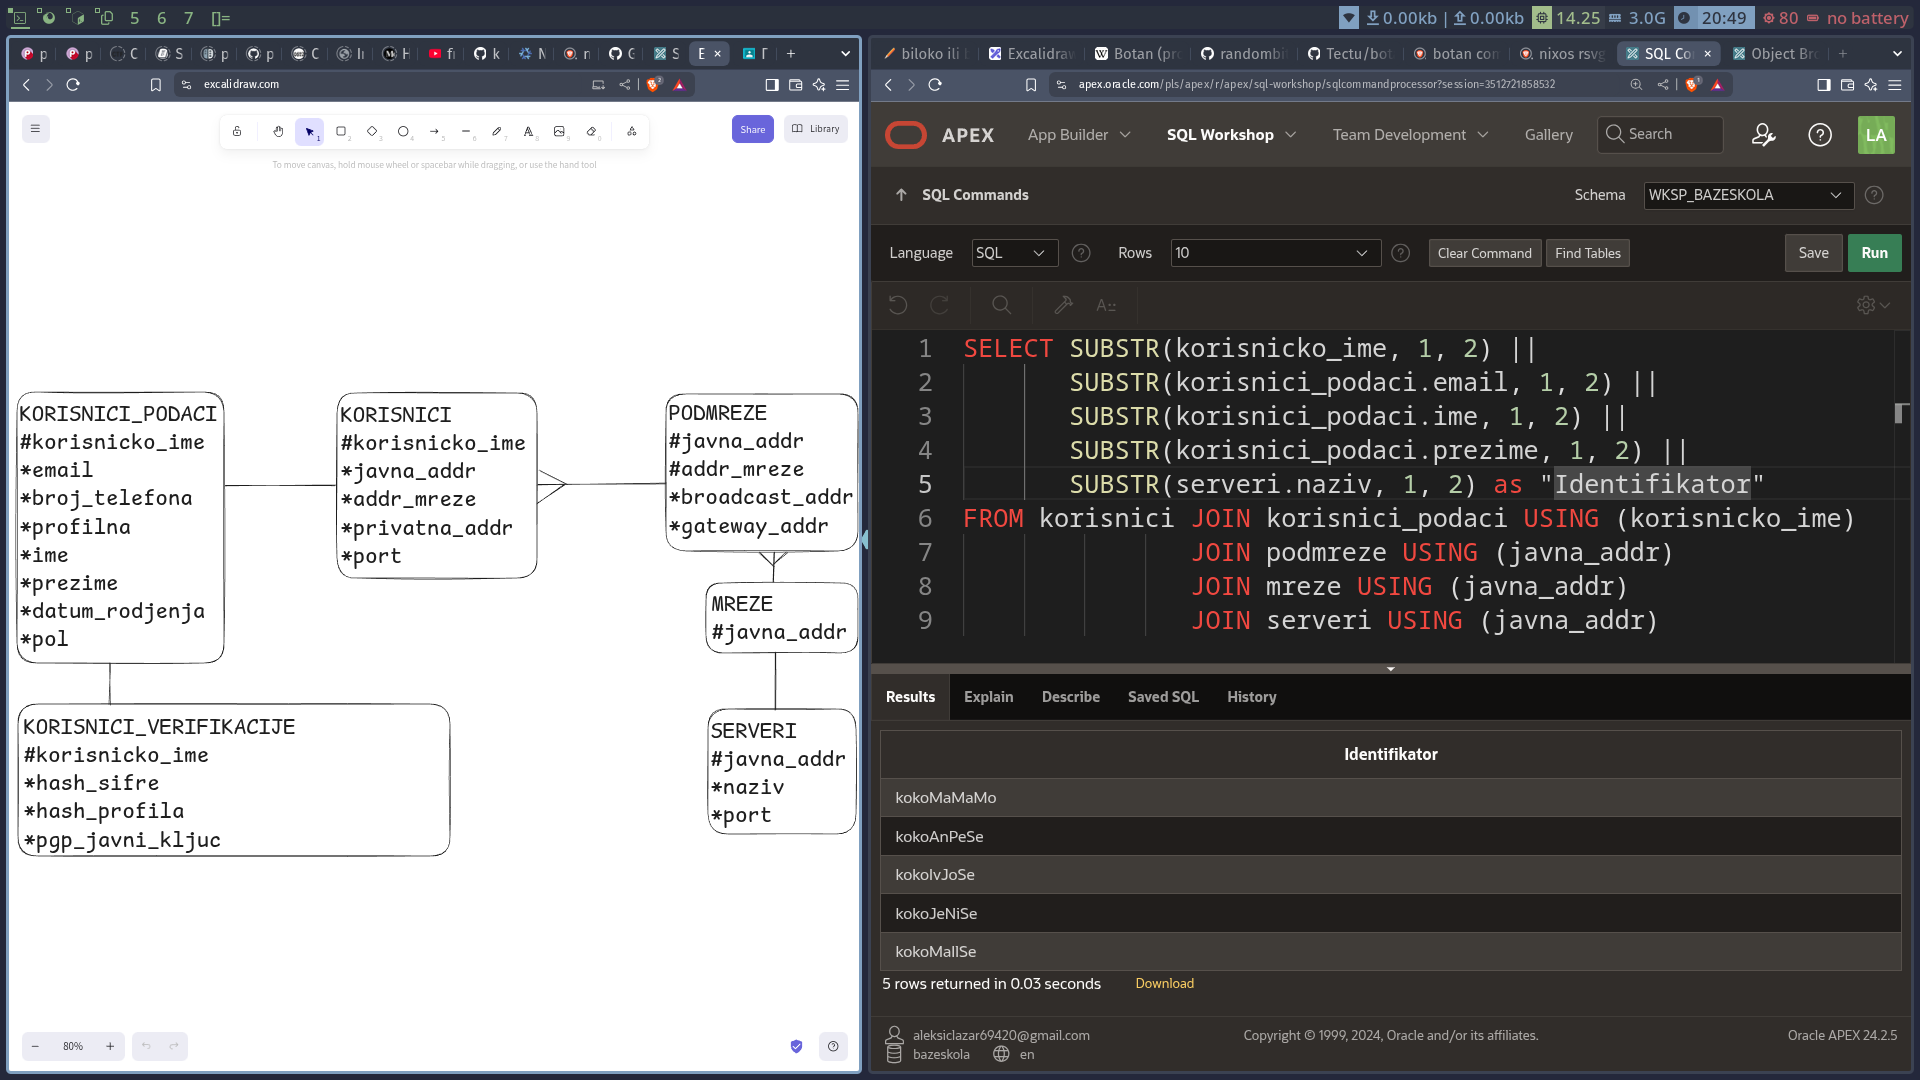 5 6 7 []=
0.00kb | 0.00kb 14.25 3.0G 20:49 80 no battery
excalidraw.com
Share
Library
To move canvas, hold mouse wheel or spacebar while dragging, or use the hand tool
KORISNICI_PODACI
#korisnicko_ime
*email
*broj_telefona
*profilna
*ime
*prezime
*datum_rodjenja
*pol
KORISNICI
#korisnicko_ime
*javna_addr
*addr_mreze
*privatna_addr
*port
PODMREZE
#javna_addr
#addr_mreze
*broadcast_addr
*gateway_addr
MREZE
#javna_addr
KORISNICI_VERIFIKACIJE
#korisnicko_ime
*hash_sifre
*hash_profila
*pgp_javni_kljuc
SERVERI
#javna_addr
*naziv
*port
− 80% +
biloko ili Excalidraw Botan (pro randombi Tectu/bot botan con nixos rsvg SQL Co × Object Bro +
apex.oracle.com/pls/apex/r/apex/sql-workshop/sqlcommandprocessor?session=3512721858532
APEX App Builder SQL Workshop Team Development Gallery Search LA
SQL Commands
Schema WKSP_BAZESKOLA
Language SQL Rows 10 Clear Command Find Tables Save Run
1 SELECT SUBSTR(korisnicko_ime, 1, 2) ||
2 SUBSTR(korisnici_podaci.email, 1, 2) ||
3 SUBSTR(korisnici_podaci.ime, 1, 2) ||
4 SUBSTR(korisnici_podaci.prezime, 1, 2) ||
5 SUBSTR(serveri.naziv, 1, 2) as "Identifikator"
6 FROM korisnici JOIN korisnici_podaci USING (korisnicko_ime)
7 JOIN podmreze USING (javna_addr)
8 JOIN mreze USING (javna_addr)
9 JOIN serveri USING (javna_addr)
Results Explain Describe Saved SQL History
Identifikator
kokoMaMaMo
kokoAnPeSe
kokoIvJoSe
kokoJeNiSe
kokoMaIlSe
5 rows returned in 0.03 seconds Download
aleksiclazar69420@gmail.com
bazeskola en
Copyright © 1999, 2024, Oracle and/or its affiliates.
Oracle APEX 24.2.5